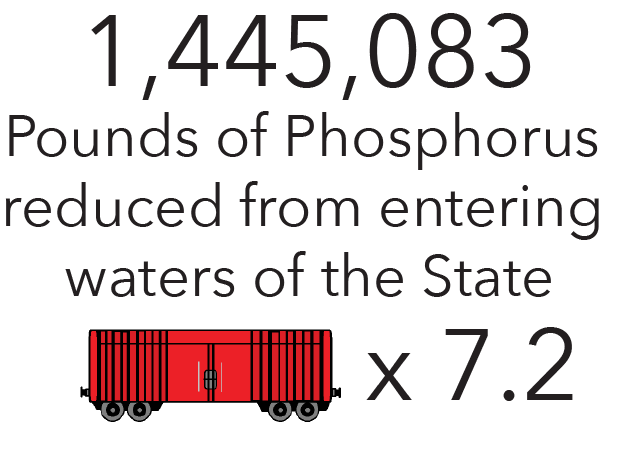 1,445,083
Pounds of Phosphorus
reduced from entering
waters of the State
x 7.2